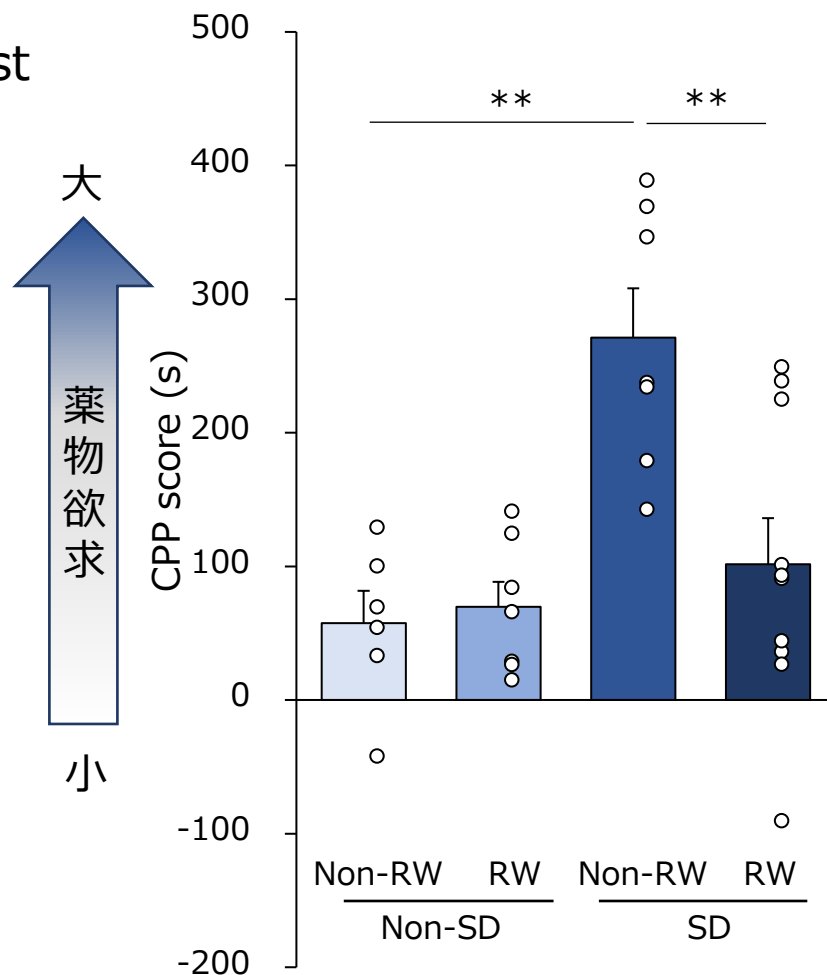 st
大
薬物欲求
小
CPP score (s)
500
400
300
200
100
0
-100
-200
**
**
Non-RW RW Non-RW RW
Non-SD SD